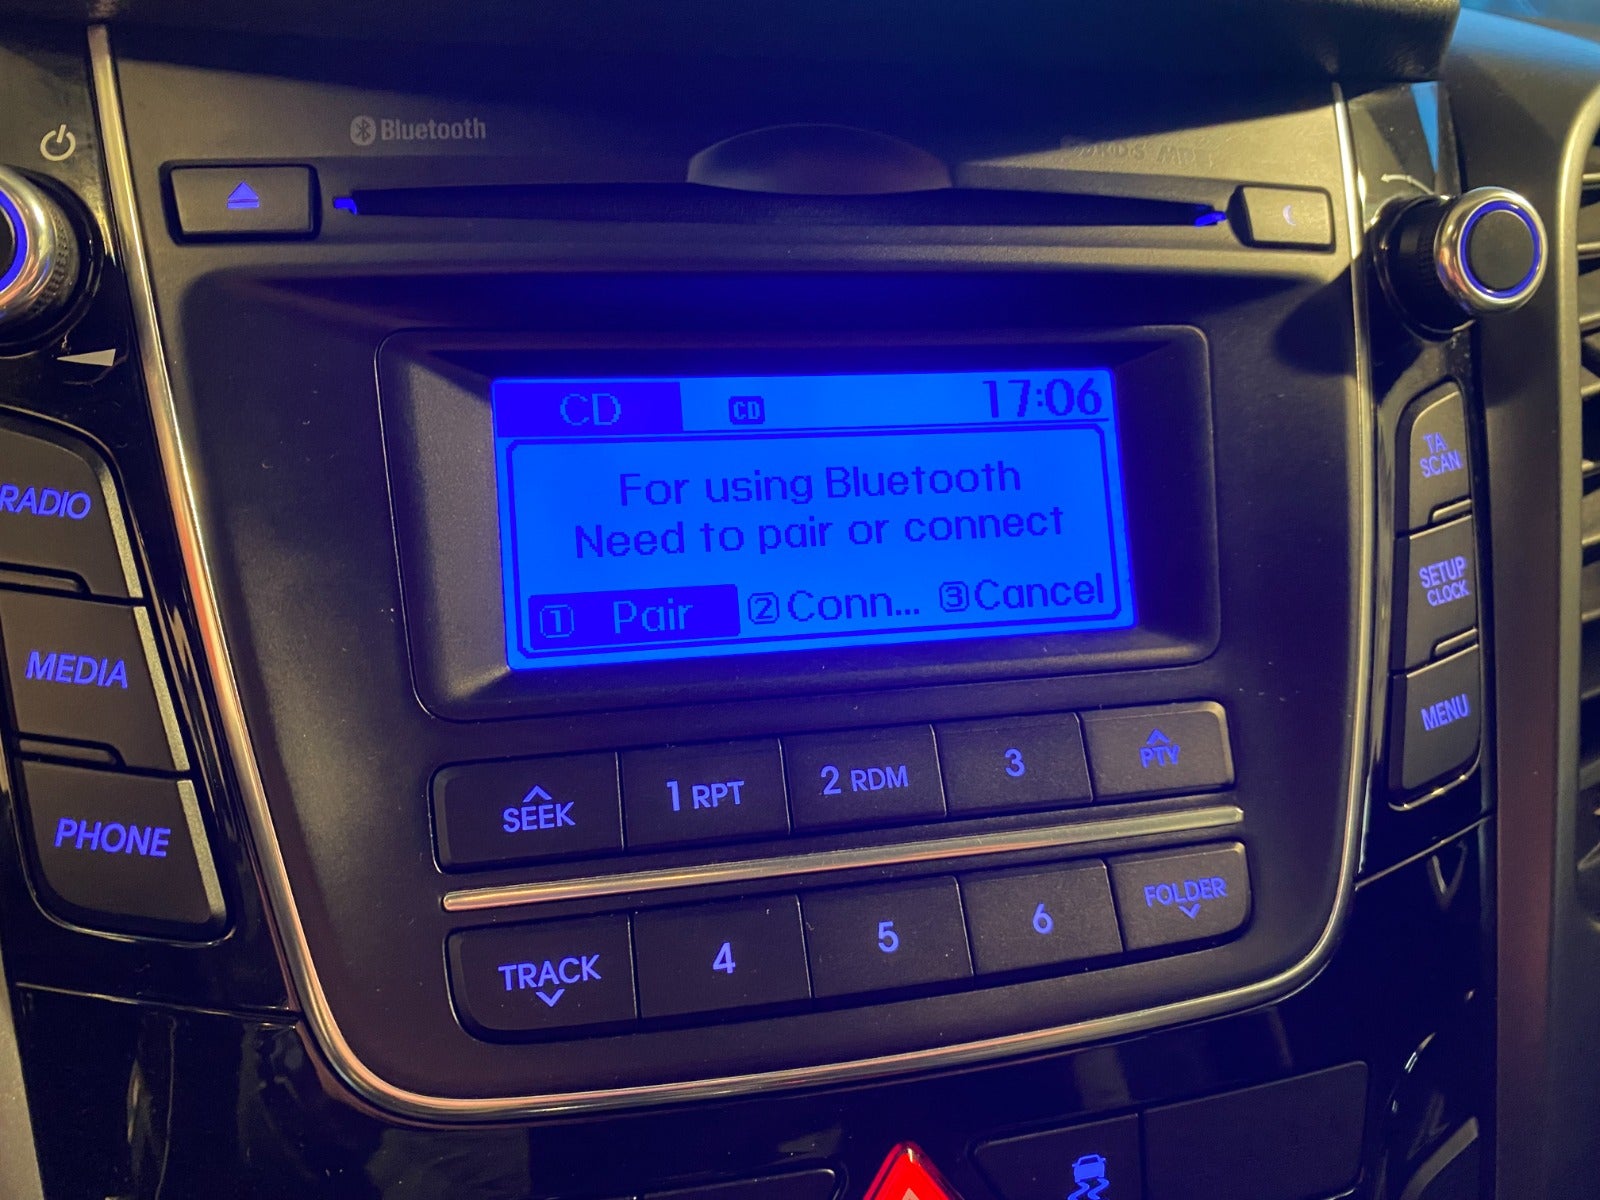 Bluetooth
CD
CD
17:06
For using Bluetooth
Need to pair or connect
1 Pair
2 Conn...
3 Cancel
RADIO
MEDIA
PHONE
TA
SCAN
SETUP
CLOCK
MENU
SEEK
1 RPT
2 RDM
3
PTY
TRACK
4
5
6
FOLDER